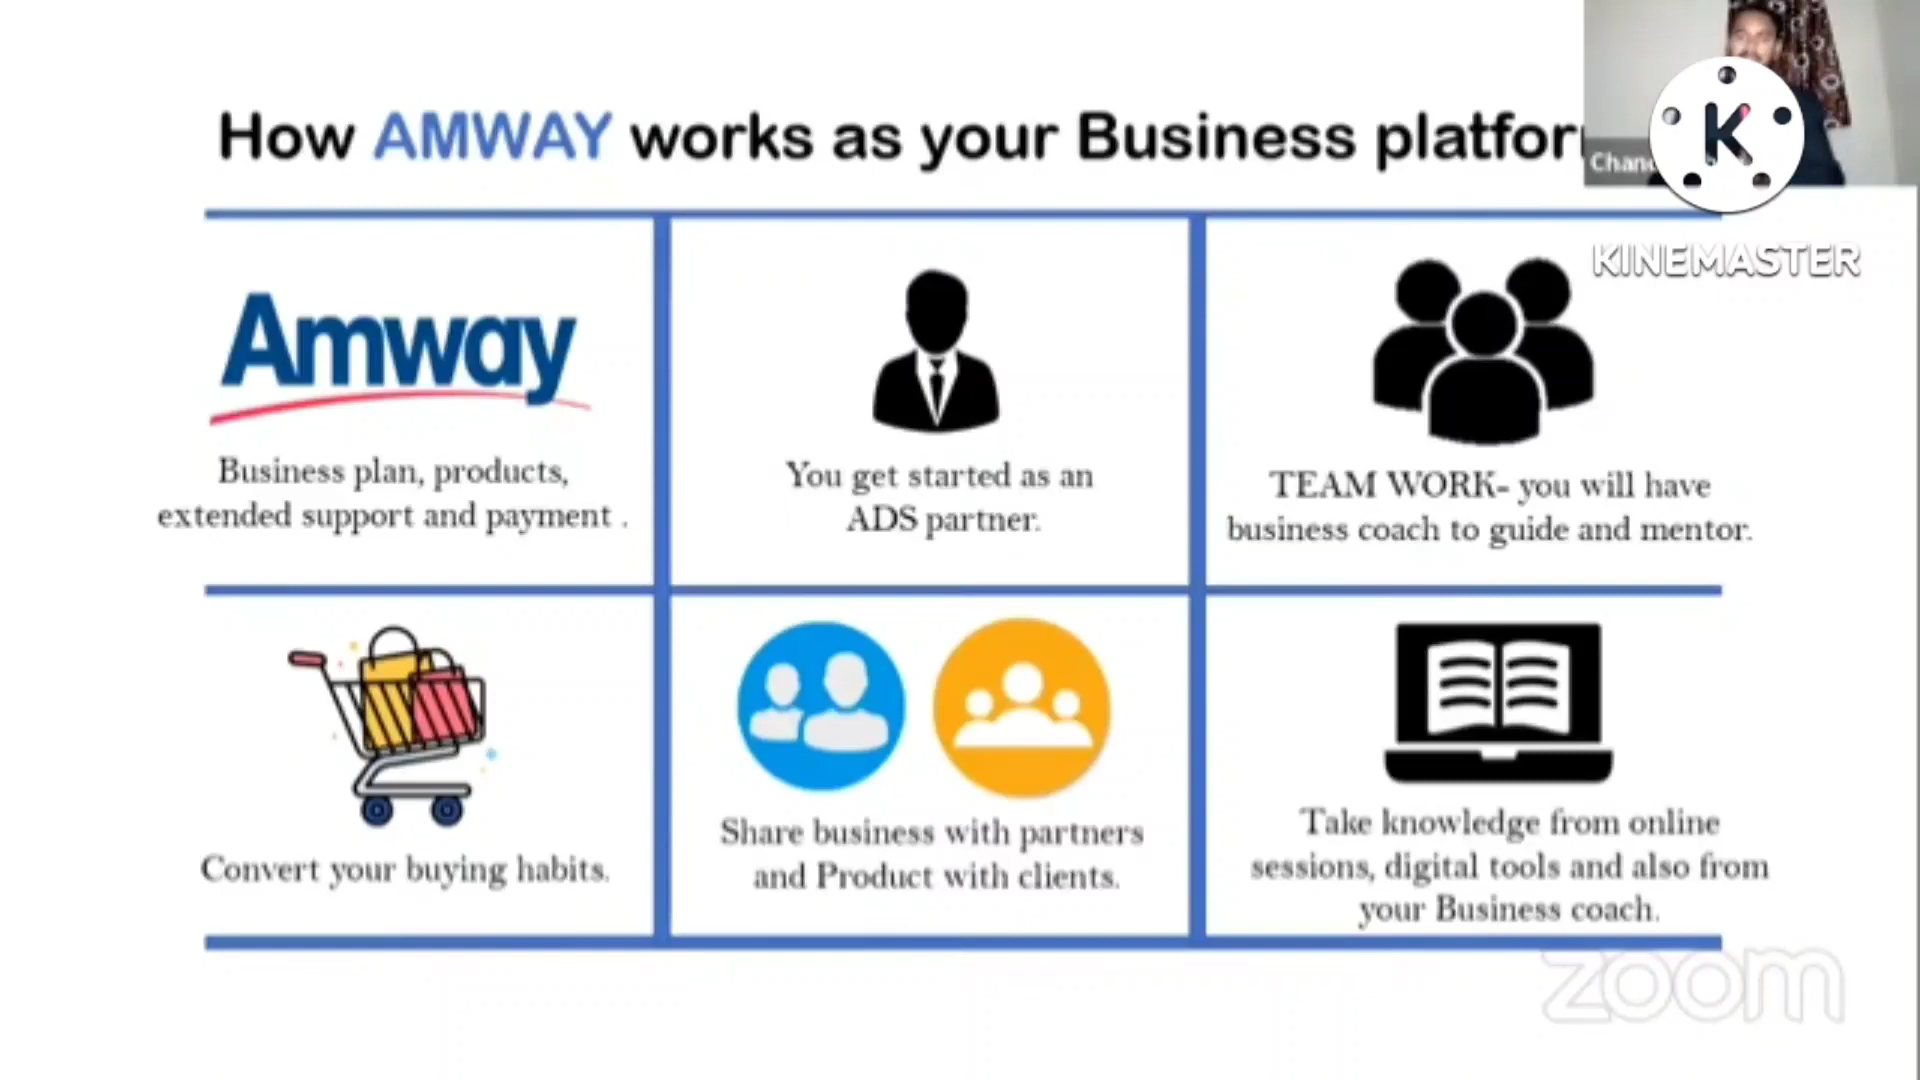 How AMWAY works as your Business platfor
K
KINEMASTER
Amway
Business plan, products,
extended support and payment .
You get started as an
ADS partner.
TEAM WORK- you will have
business coach to guide and mentor.
Convert your buying habits.
Share business with partners
and Product with clients.
Take knowledge from online
sessions, digital tools and also from
your Business coach.
zoom